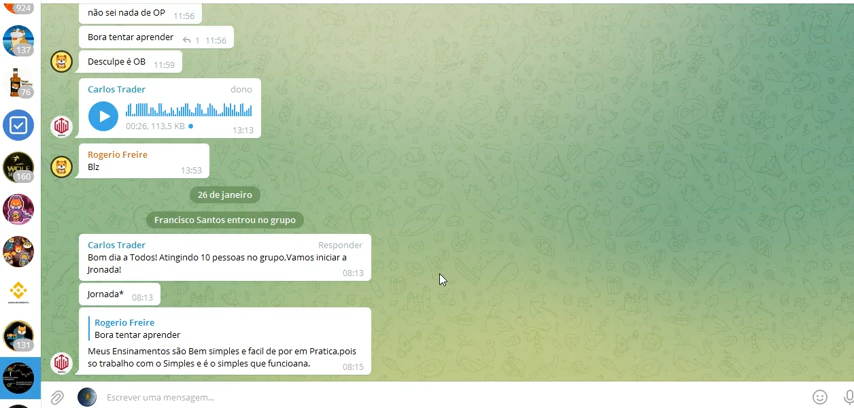 924
não sei nada de OP
11:56
137
Bora tentar aprender
1 11:56
Desculpe é OB
11:59
76
Carlos Trader
dono
00:26, 113,5 KB
13:13
160
Rogerio Freire
Blz
13:53
26 de janeiro
Francisco Santos entrou no grupo
Carlos Trader
Responder
Bom dia a Todos! Atingindo 10 pessoas no grupo,Vamos iniciar a
Jronada!
08:13
Jornada*
08:13
131
Rogerio Freire
Bora tentar aprender
Meus Ensinamentos são Bem simples e facil de por em Pratica,pois
so trabalho com o Simples e é o simples que funcioana.
08:15
Escrever uma mensagem...